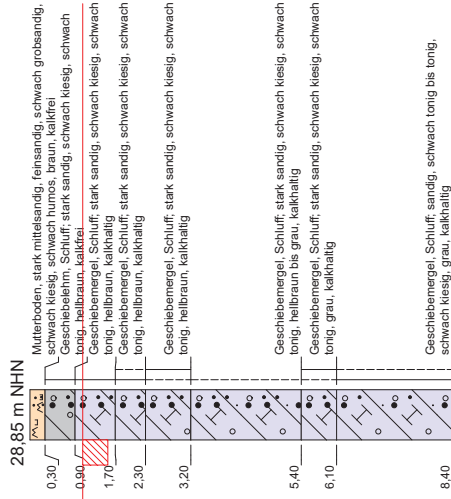 28,85 m NHN
Mutterboden, stark mittelsandig, feinsandig, schwach grobsandig,
schwach kiesig, schwach humos, braun, kalkfrei
0,30
Geschiebelehm, Schluff; stark sandig, schwach kiesig, schwach
tonig, hellbraun, kalkfrei
0,90
Geschiebemergel, Schluff; stark sandig, schwach kiesig, schwach
tonig, hellbraun, kalkhaltig
1,70
Geschiebemergel, Schluff; stark sandig, schwach kiesig, schwach
tonig, hellbraun, kalkhaltig
2,30
Geschiebemergel, Schluff; stark sandig, schwach kiesig, schwach
tonig, hellbraun, kalkhaltig
3,20
Geschiebemergel, Schluff; stark sandig, schwach kiesig, schwach
tonig, hellbraun bis grau, kalkhaltig
5,40
Geschiebemergel, Schluff; stark sandig, schwach kiesig, schwach
tonig, grau, kalkhaltig
6,10
Geschiebemergel, Schluff; sandig, schwach tonig bis tonig,
schwach kiesig, grau, kalkhaltig
8,40